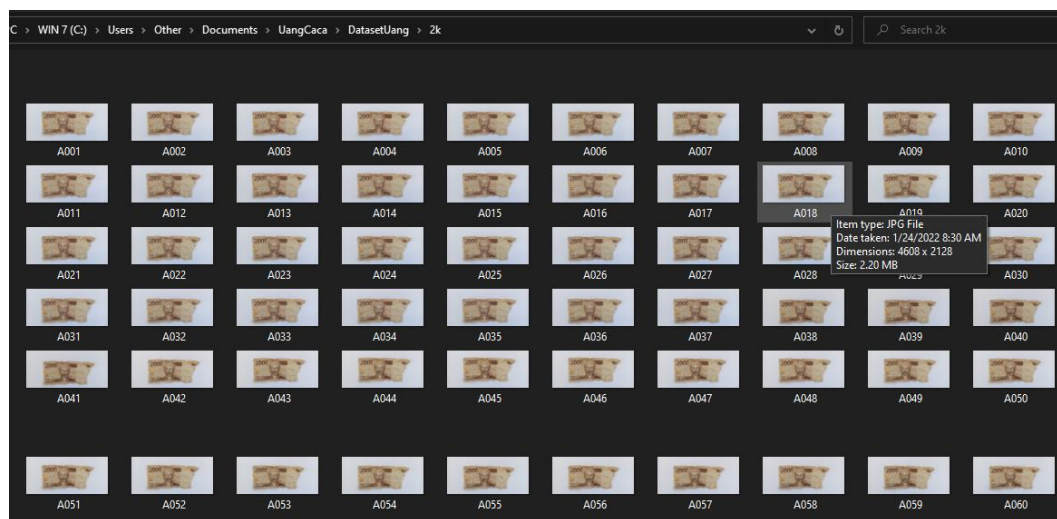 C > WIN 7 (C:) > Users > Other > Documents > UangCaca > DatasetUang > 2k
Search 2k
A001 A002 A003 A004 A005 A006 A007 A008 A009 A010
A011 A012 A013 A014 A015 A016 A017 A018 A019 A020
Item type: JPG File
Date taken: 1/24/2022 8:30 AM
Dimensions: 4608 x 2128
Size: 2.20 MB
A021 A022 A023 A024 A025 A026 A027 A028 A029 A030
A031 A032 A033 A034 A035 A036 A037 A038 A039 A040
A041 A042 A043 A044 A045 A046 A047 A048 A049 A050
A051 A052 A053 A054 A055 A056 A057 A058 A059 A060